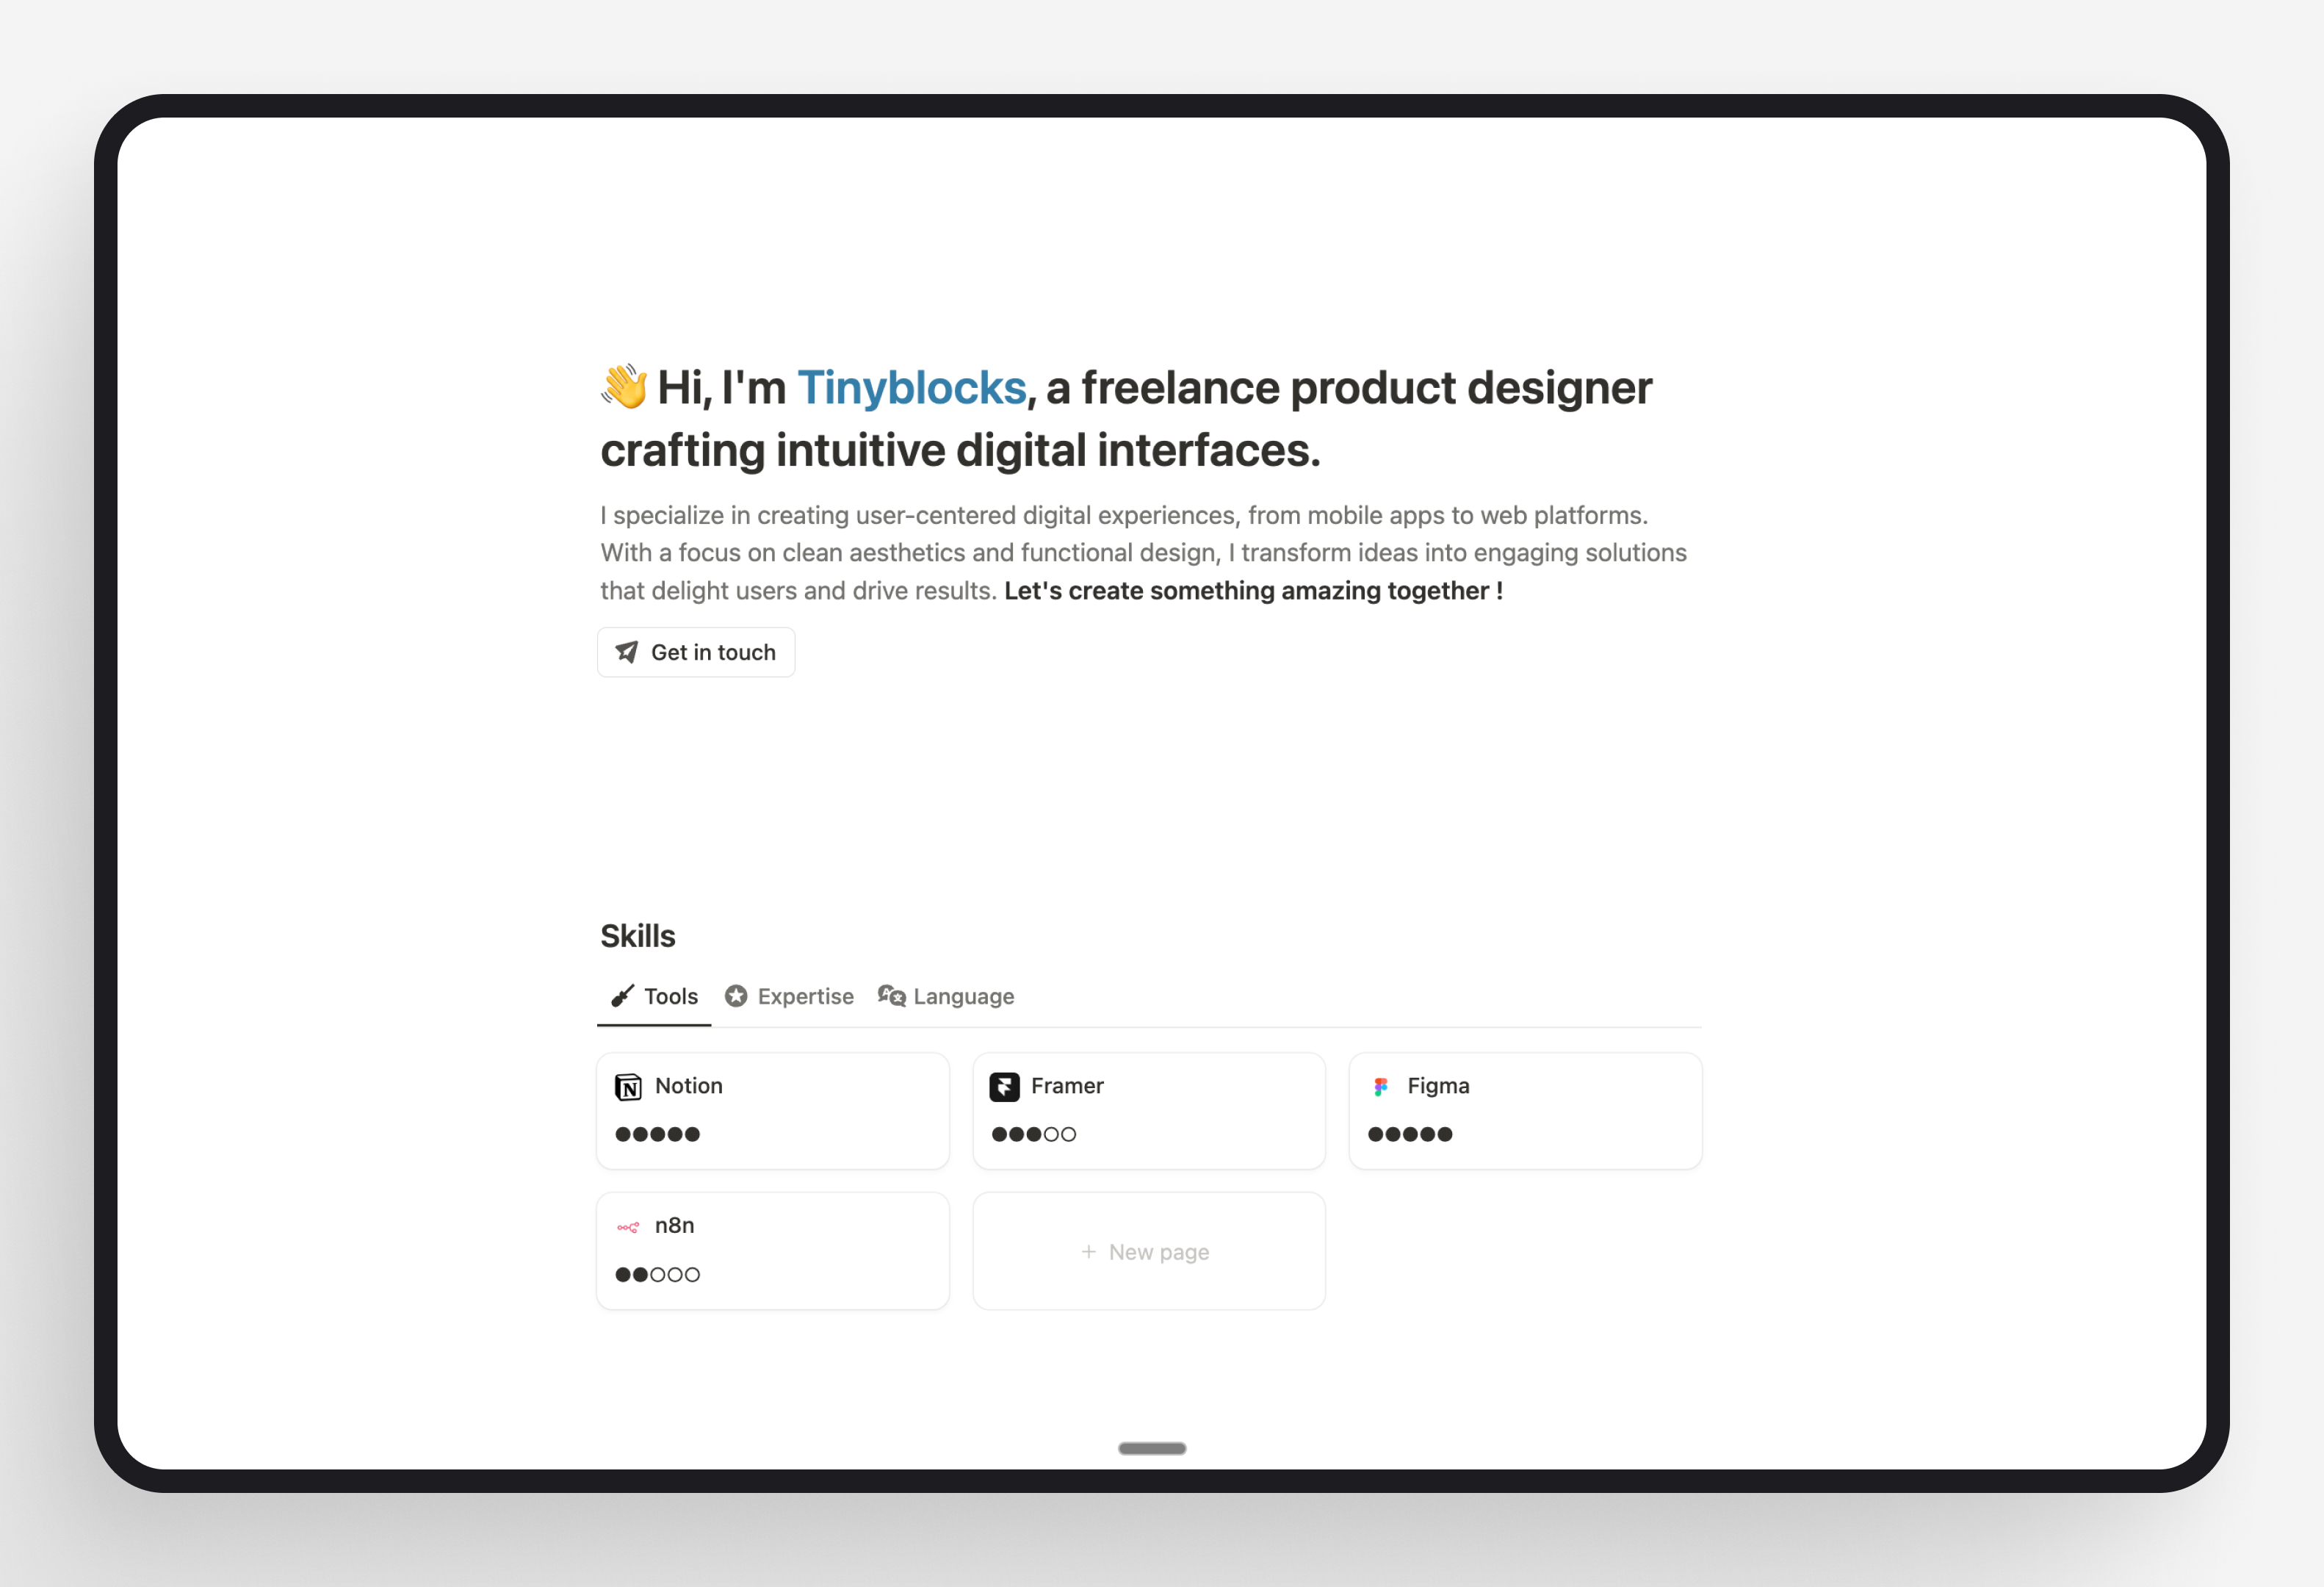 👋 Hi, I'm Tinyblocks, a freelance product designer
crafting intuitive digital interfaces.
I specialize in creating user-centered digital experiences, from mobile apps to web platforms.
With a focus on clean aesthetics and functional design, I transform ideas into engaging solutions
that delight users and drive results. Let's create something amazing together !
Get in touch
Skills
Tools Expertise Language
Notion Framer Figma
●●●●● ●●●○○ ●●●●●
n8n
●●○○○
+ New page